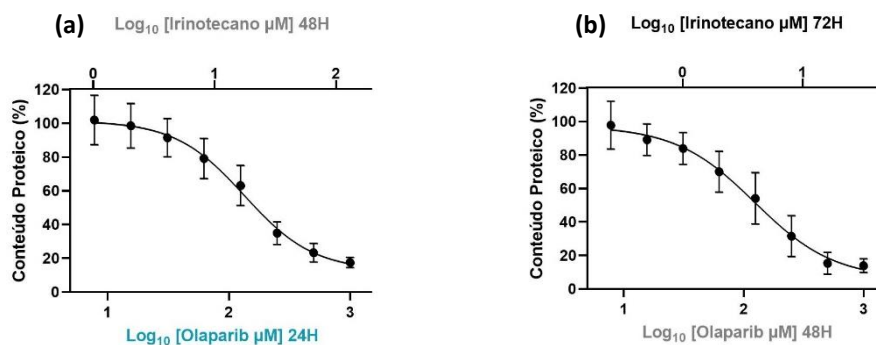 (a)
Log₁₀ [Irinotecano µM] 48H
0 1 2
Conteúdo Proteico (%)
120
100
80
60
40
20
0
1 2 3
Log₁₀ [Olaparib µM] 24H
(b)
Log₁₀ [Irinotecano µM] 72H
0 1
Conteúdo Proteico (%)
120
100
80
60
40
20
0
1 2 3
Log₁₀ [Olaparib µM] 48H